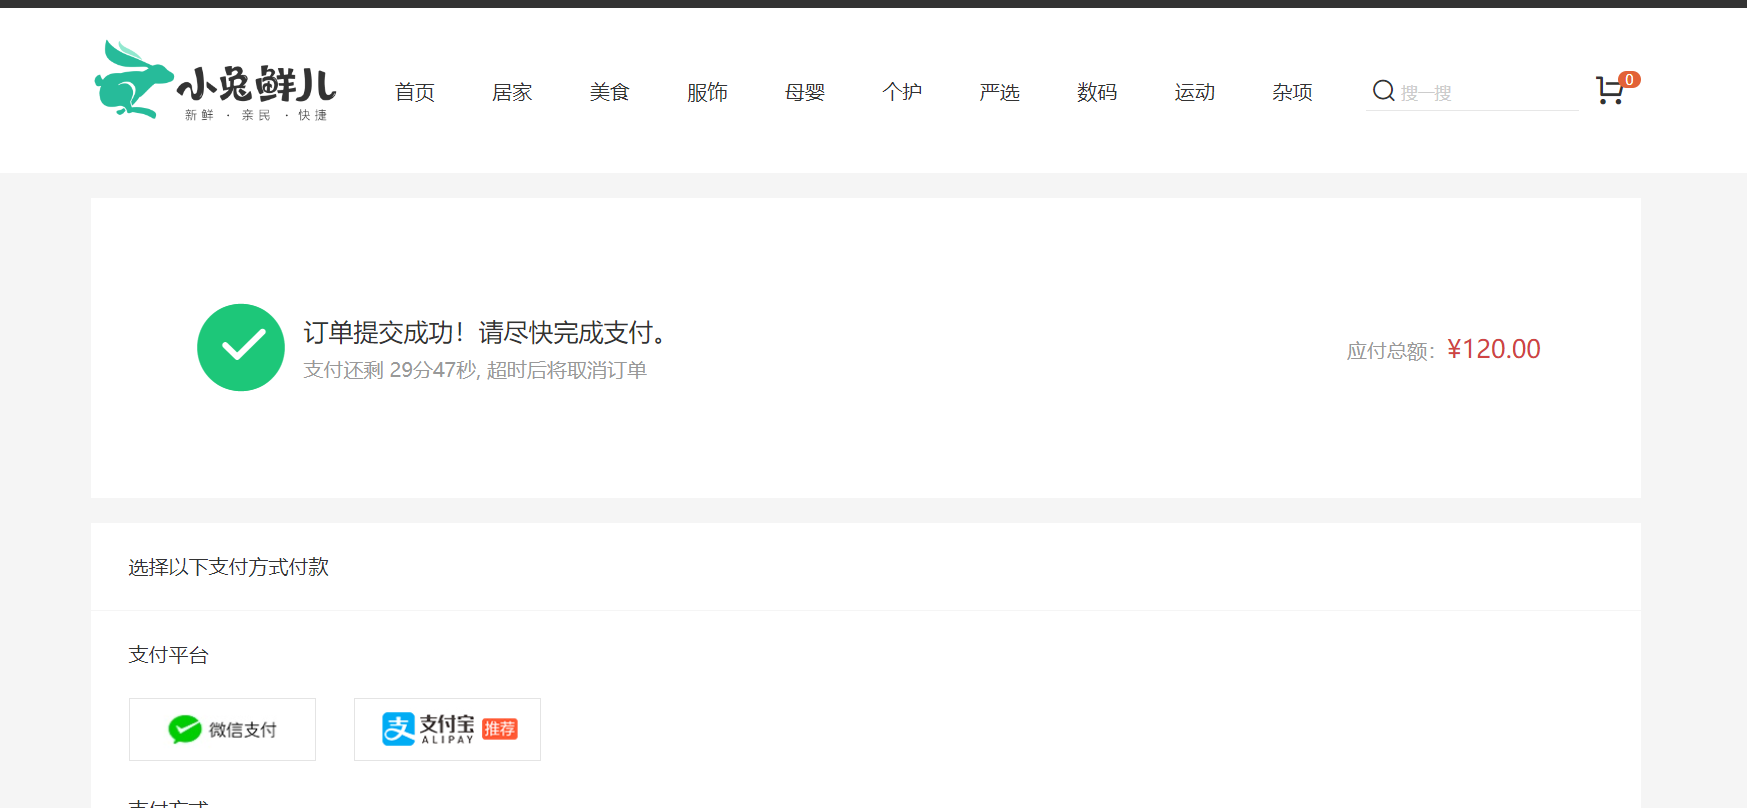 小兔鲜儿
新鲜 · 亲民 · 快捷
首页 居家 美食 服饰 母婴 个护 严选 数码 运动 杂项 搜一搜 0
订单提交成功！请尽快完成支付。
支付还剩 29分47秒, 超时后将取消订单
应付总额：¥120.00
选择以下支付方式付款
支付平台
微信支付 支付宝 ALIPAY 推荐
支付方式